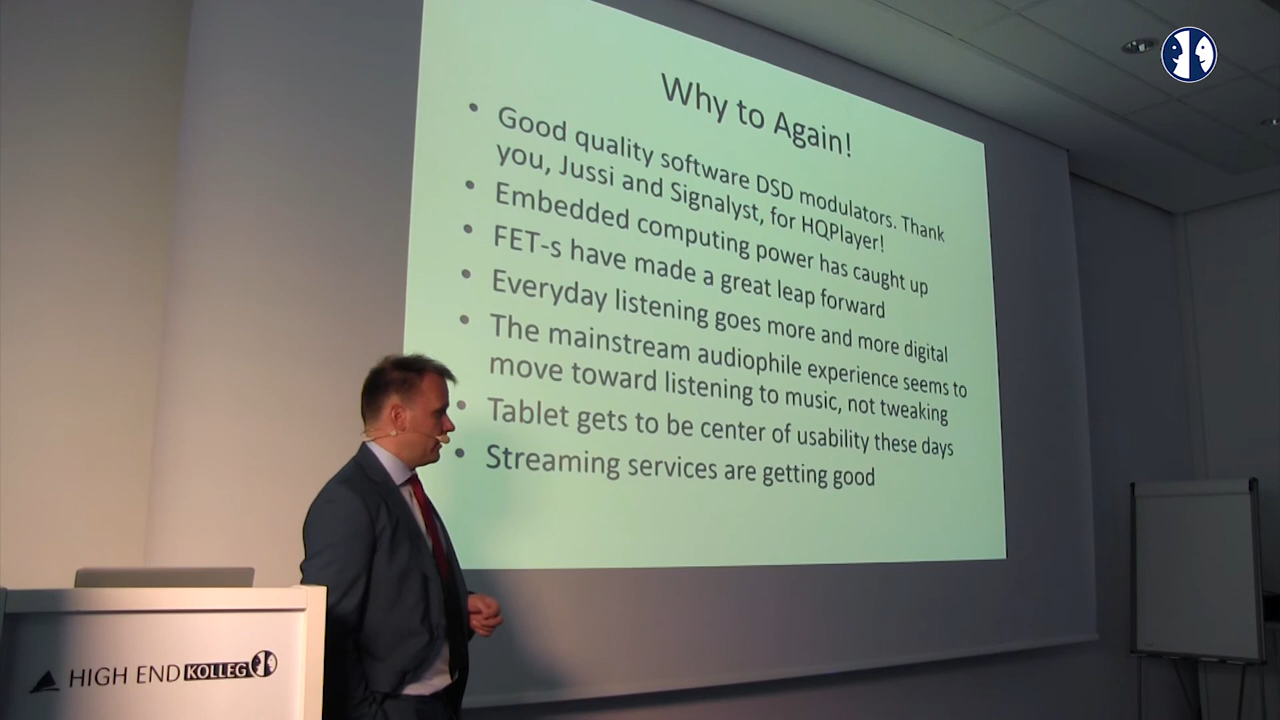 Why to Again!
• Good quality software DSD modulators. Thank
you, Jussi and Signalyst, for HQPlayer!
• Embedded computing power has caught up
• FET-s have made a great leap forward
• Everyday listening goes more and more digital
• The mainstream audiophile experience seems to
move toward listening to music, not tweaking
• Tablet gets to be center of usability these days
• Streaming services are getting good
HIGH END KOLLEG